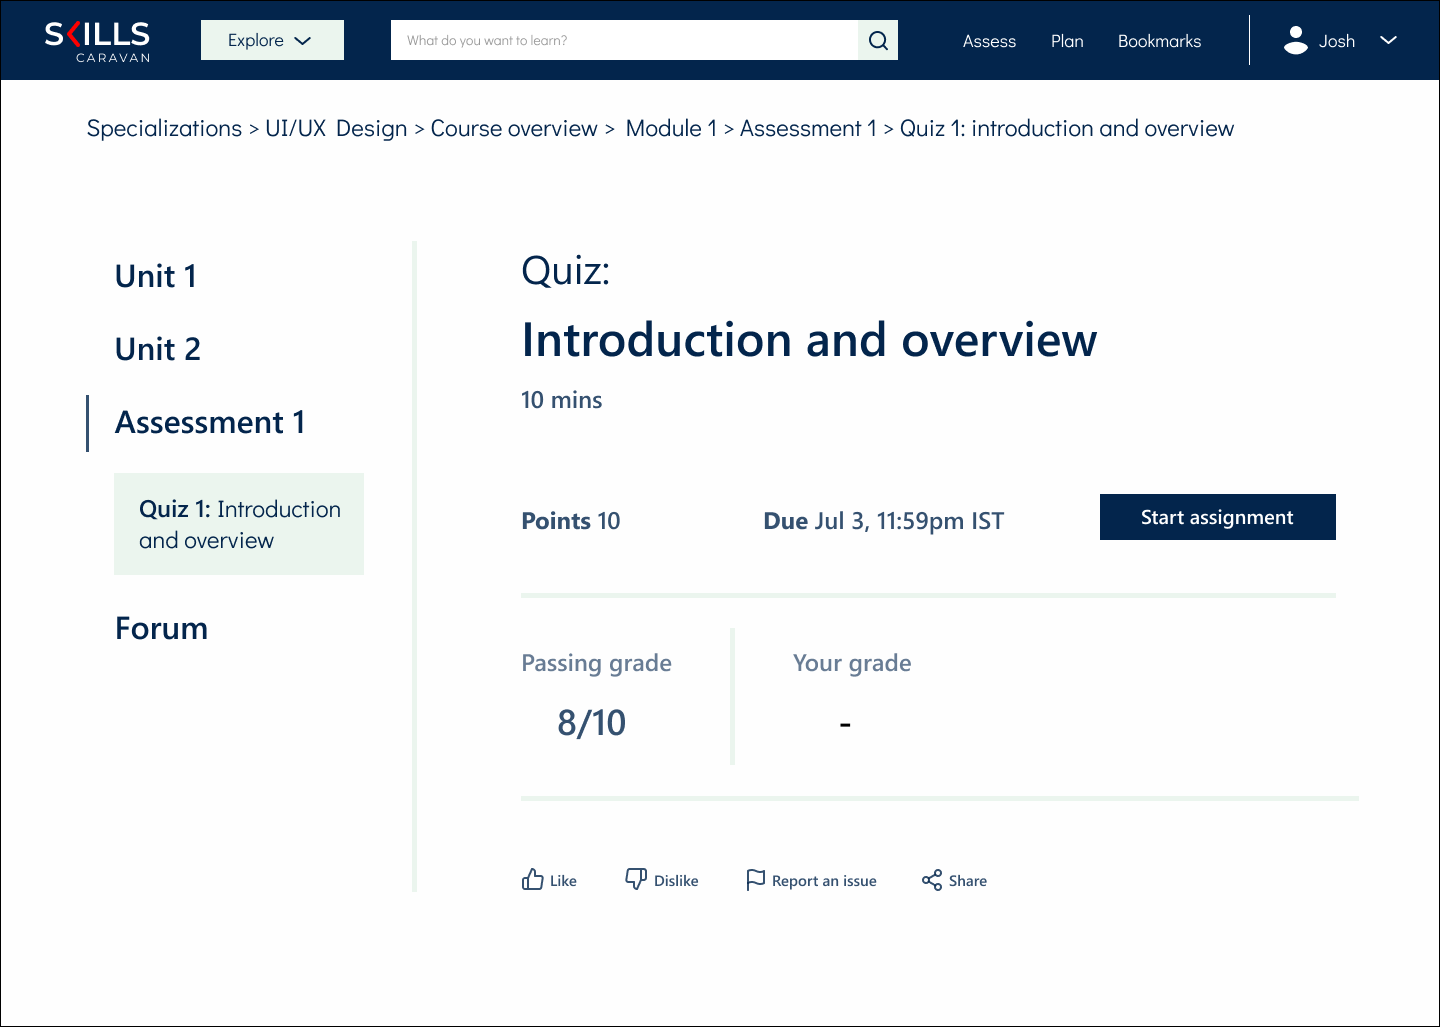 SKILLS
CARAVAN
Explore
What do you want to learn?
Assess
Plan
Bookmarks
Josh
Specializations > UI/UX Design > Course overview > Module 1 > Assessment 1 > Quiz 1: introduction and overview
Unit 1
Unit 2
Assessment 1
Quiz 1: Introduction
and overview
Forum
Quiz:
Introduction and overview
10 mins
Points 10
Due Jul 3, 11:59pm IST
Start assignment
Passing grade
8/10
Your grade
-
Like
Dislike
Report an issue
Share